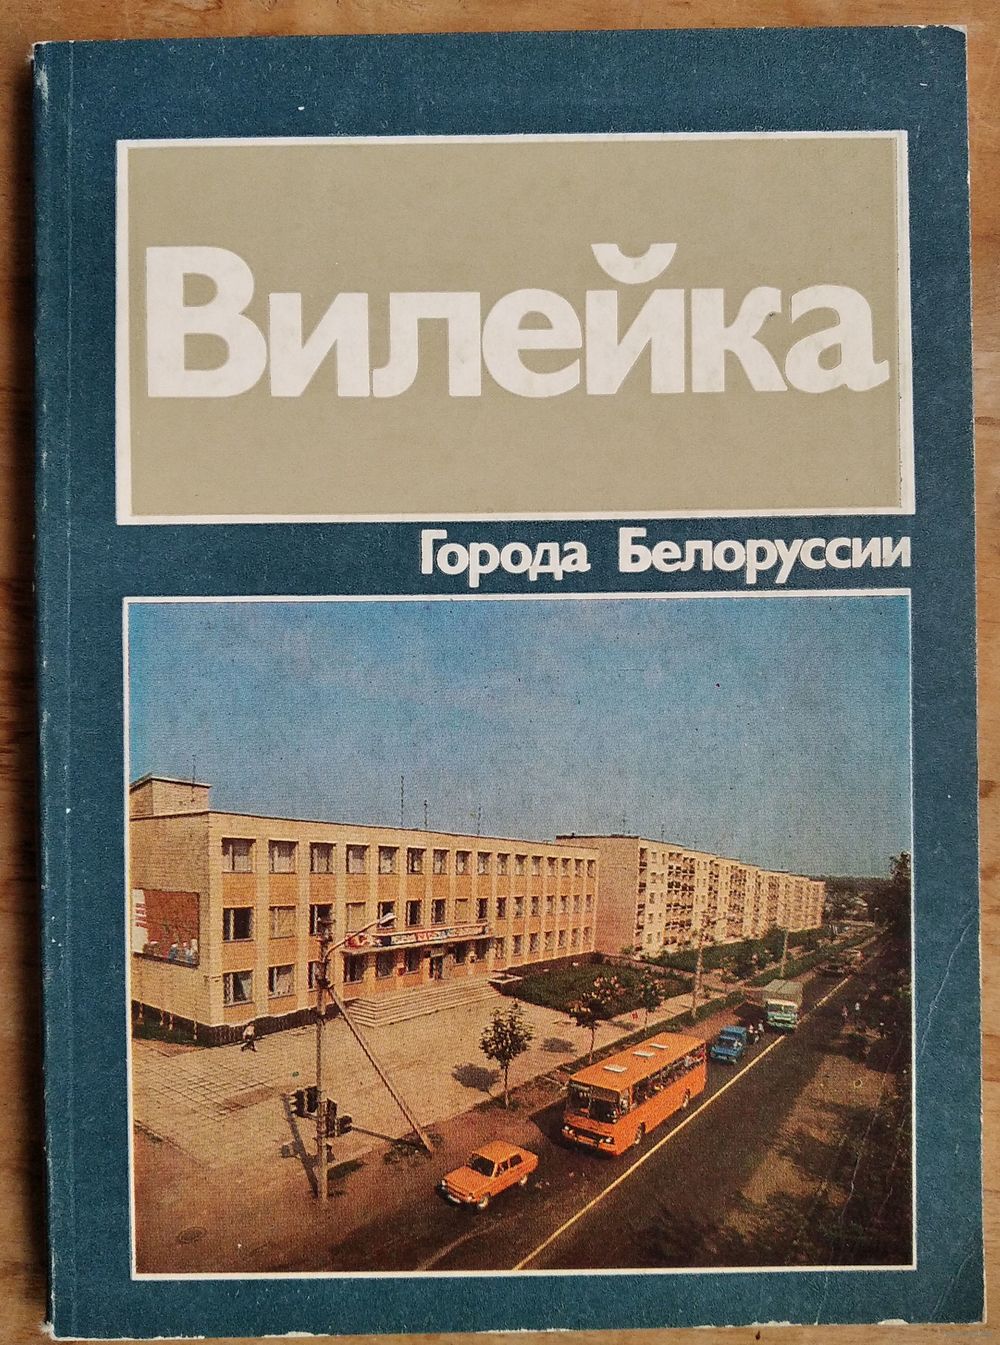 Вилейка
Города Белоруссии